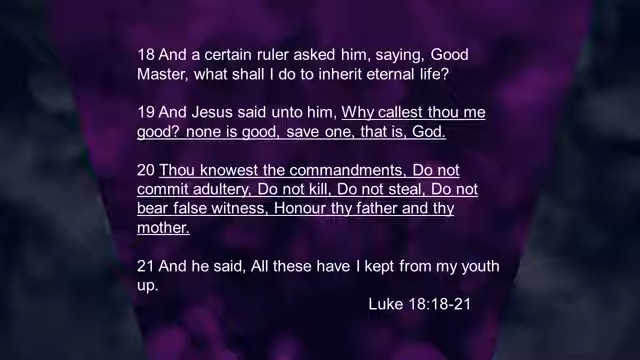 18 And a certain ruler asked him, saying, Good
Master, what shall I do to inherit eternal life?
19 And Jesus said unto him, Why callest thou me
good? none is good, save one, that is, God.
20 Thou knowest the commandments, Do not
commit adultery, Do not kill, Do not steal, Do not
bear false witness, Honour thy father and thy
mother.
21 And he said, All these have I kept from my youth
up.
Luke 18:18-21